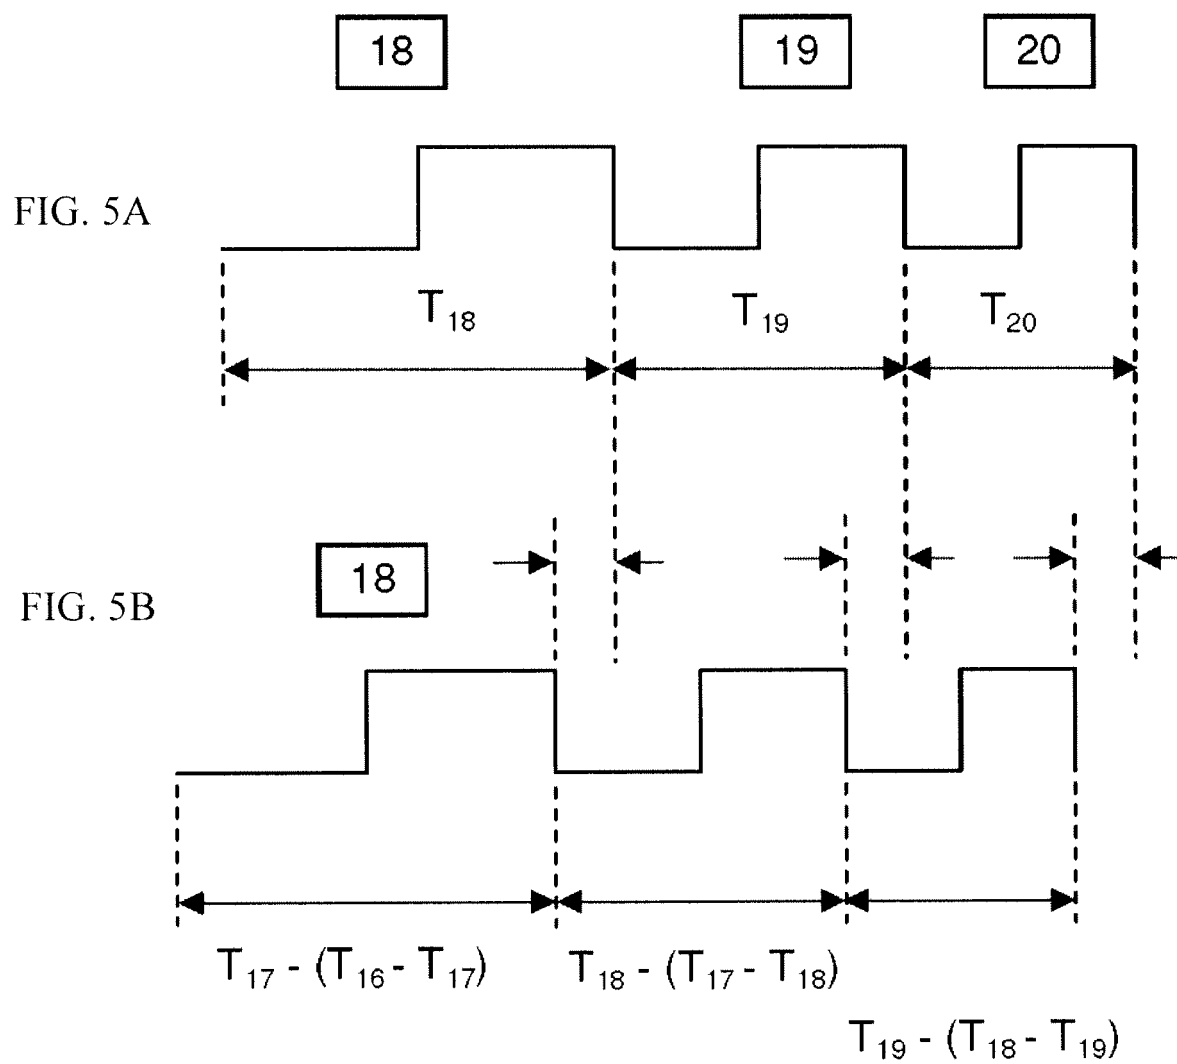 18 19 20
FIG. 5A
T18 T19 T20
18
FIG. 5B
T17 - (T16 - T17) T18 - (T17 - T18)
T19 - (T18 - T19)